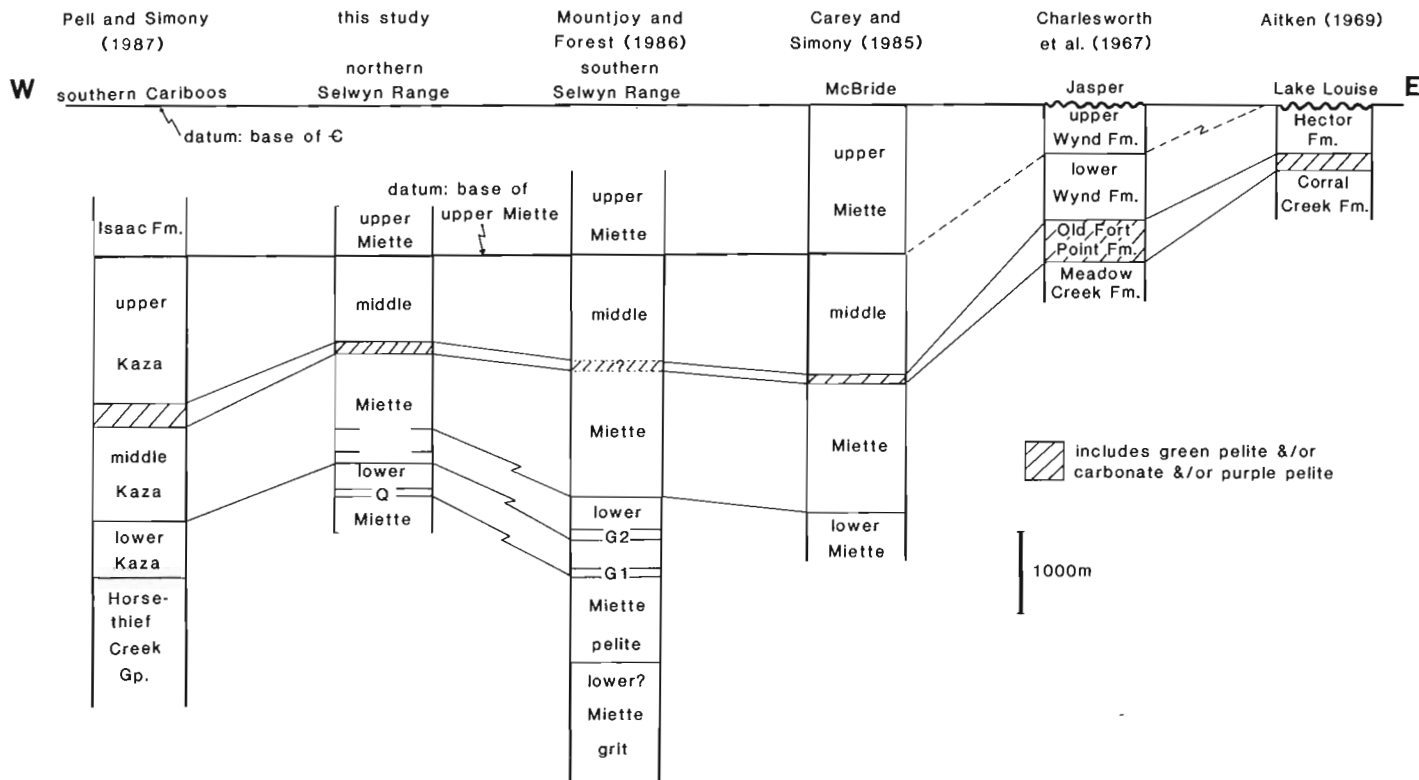 Pell and Simony
(1987)
this study
Mountjoy and
Forest (1986)
Carey and
Simony (1985)
Charlesworth
et al. (1967)
Aitken (1969)
W
southern Cariboos
northern
Selwyn Range
southern
Selwyn Range
McBride
Jasper
Lake Louise
E
datum: base of Є
datum: base of
upper Miette
Isaac Fm.
upper
Kaza
middle
Kaza
lower
Kaza
Horse-
thief
Creek
Gp.
upper
Miette
middle
Miette
lower
Q
Miette
upper
Miette
middle
?
Miette
lower
G2
G1
Miette
pelite
lower?
Miette
grit
upper
Miette
middle
Miette
lower
Miette
upper
Wynd Fm.
lower
Wynd Fm.
Old Fort
Point Fm.
Meadow
Creek Fm.
Hector
Fm.
Corral
Creek Fm.
includes green pelite &/or
carbonate &/or purple pelite
1000m